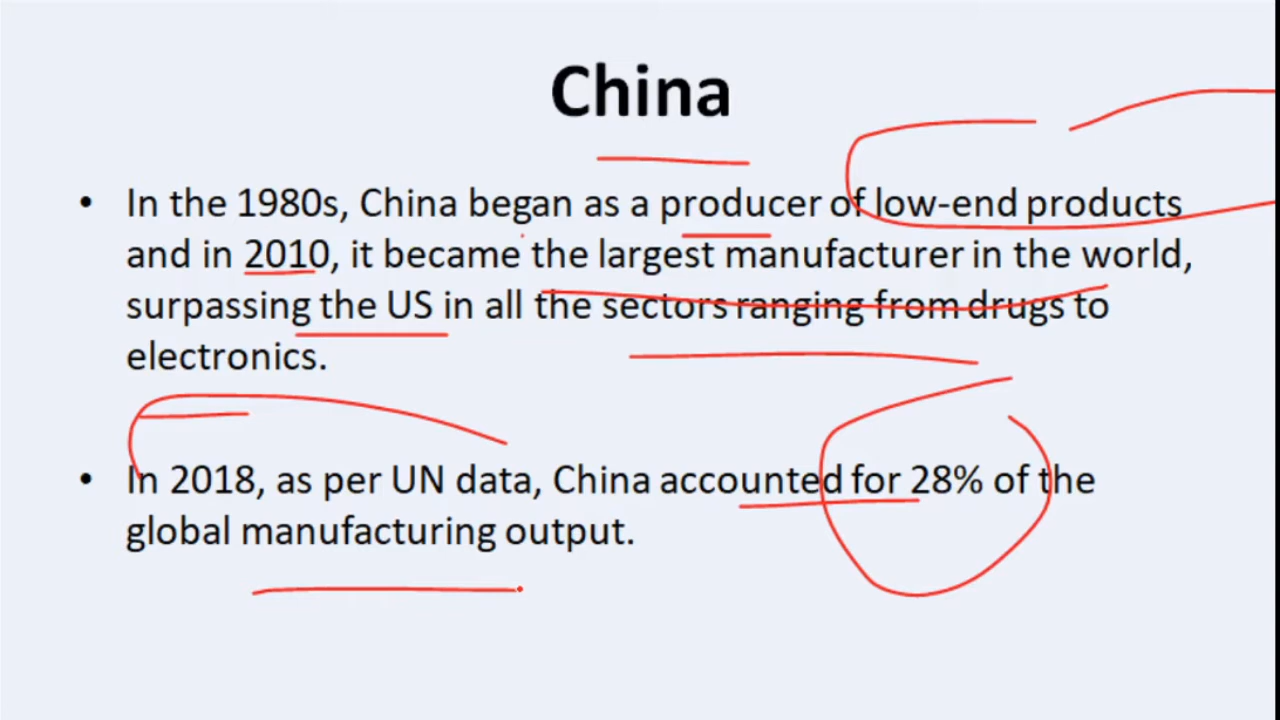 China
• In the 1980s, China began as a producer of low-end products
and in 2010, it became the largest manufacturer in the world,
surpassing the US in all the sectors ranging from drugs to
electronics.
• In 2018, as per UN data, China accounted for 28% of the
global manufacturing output.